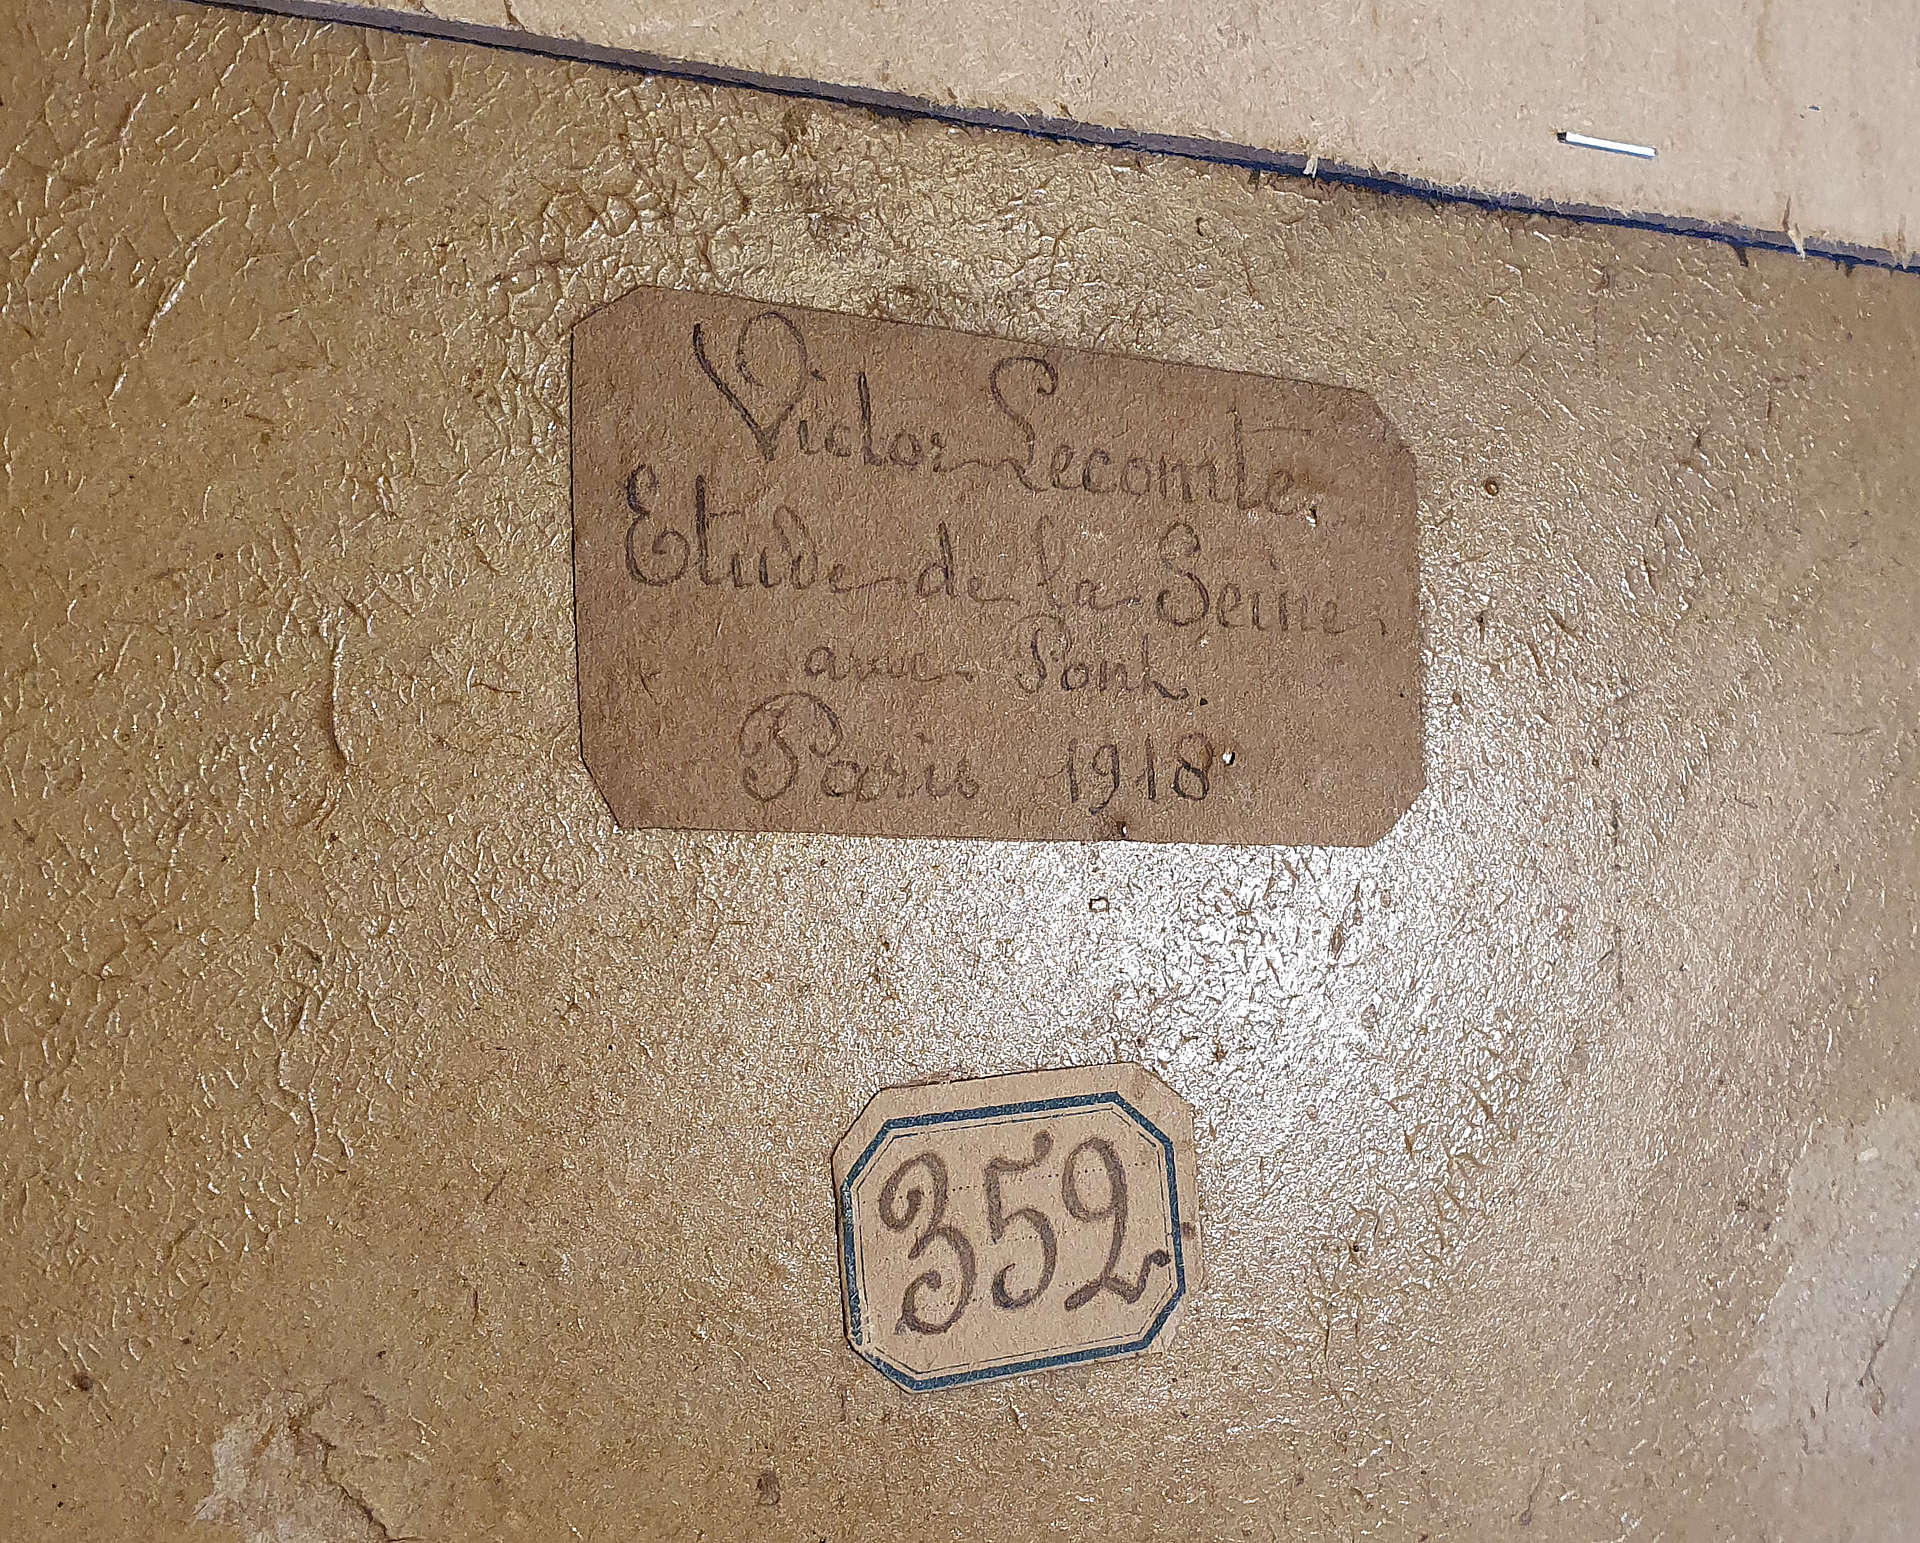 Victor Lecomte.
Etude de la Seine,
avec Pont.
Paris 1918
352